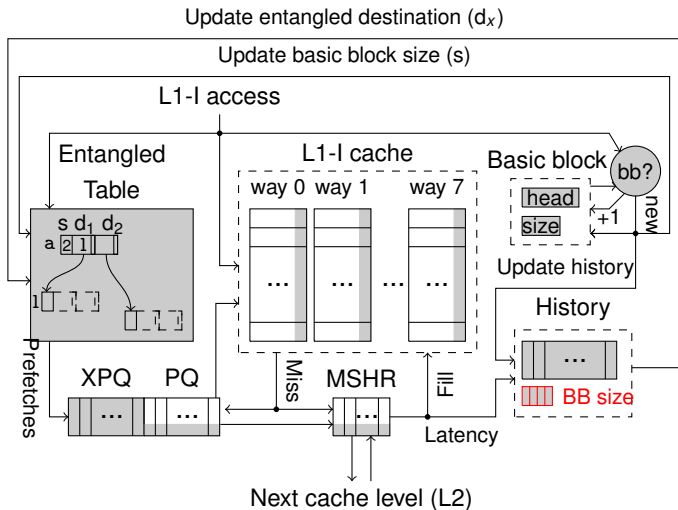 Update entangled destination (dₓ)
Update basic block size (s)
L1-I access
Entangled
Table
L1-I cache
way 0 way 1 way 7
Basic block
bb?
head
size
+1
new
s d₁ d₂
a 2 l
l
...
Update history
History
...
BB size
Prefetches
XPQ PQ
... ...
Miss
MSHR
...
Fill
Latency
Next cache level (L2)